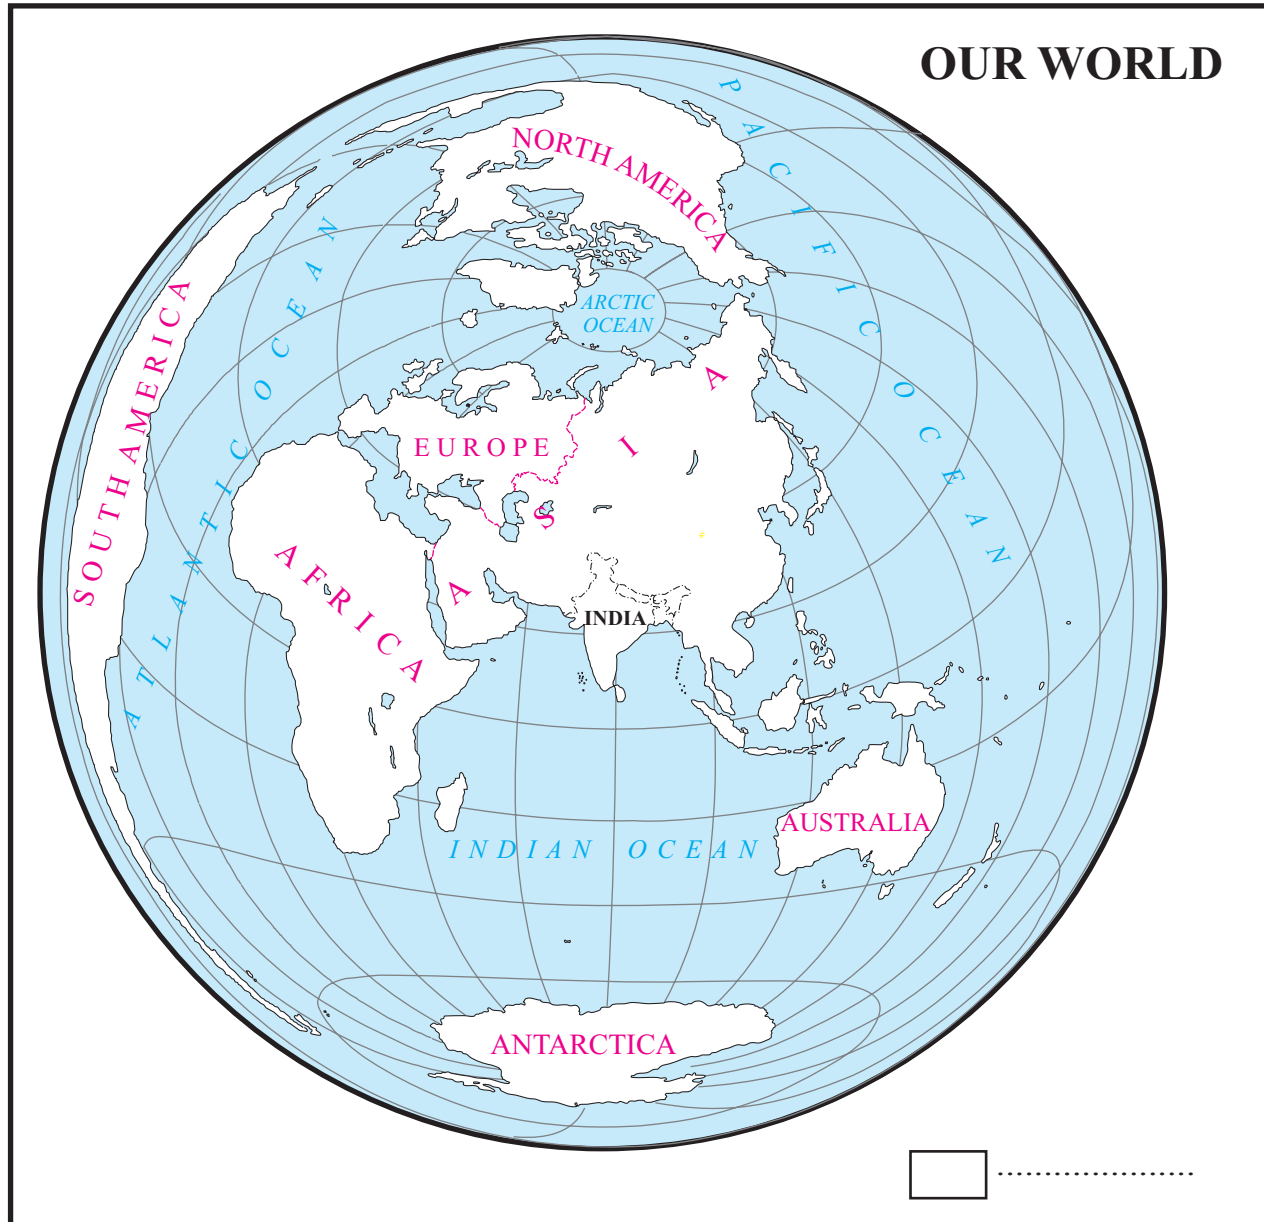 OUR WORLD
PACIFIC OCEAN
NORTH AMERICA
ATLANTIC OCEAN
ARCTIC
OCEAN
SOUTH AMERICA
EUROPE
ASIA
AFRICA
INDIA
AUSTRALIA
INDIAN OCEAN
ANTARCTICA